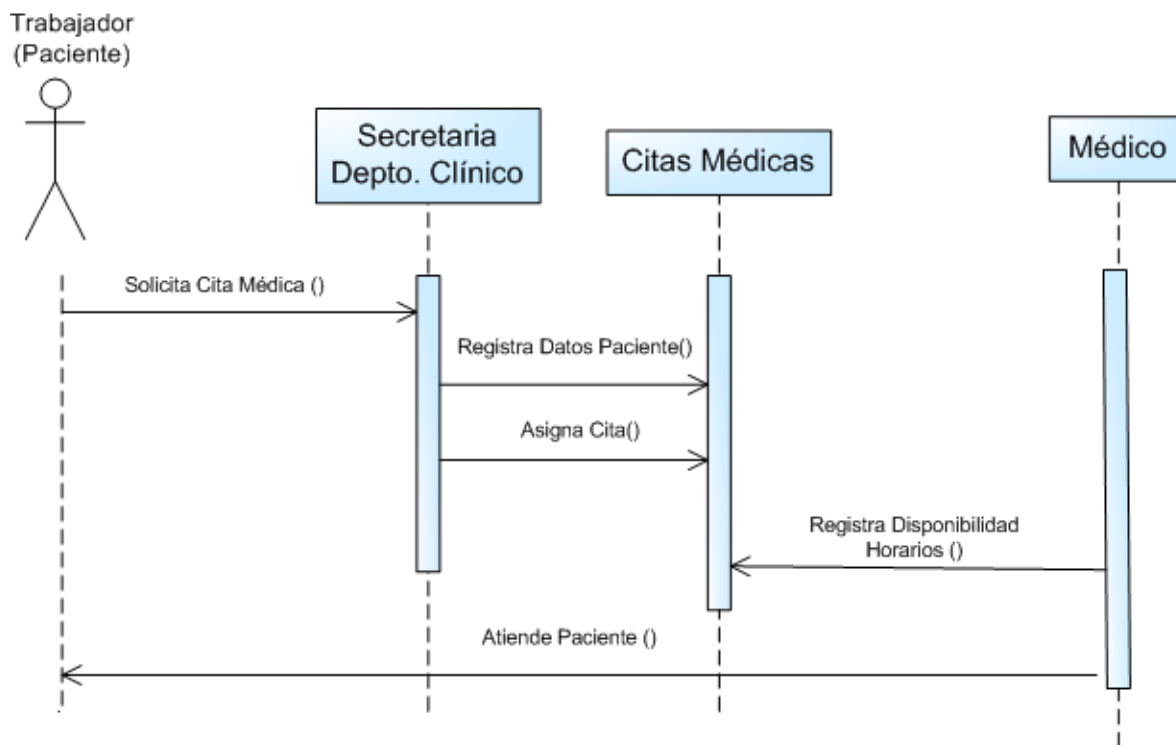 Trabajador
(Paciente)
Secretaria
Depto. Clínico
Citas Médicas
Médico
Solicita Cita Médica ()
Registra Datos Paciente()
Asigna Cita()
Registra Disponibilidad
Horarios ()
Atiende Paciente ()